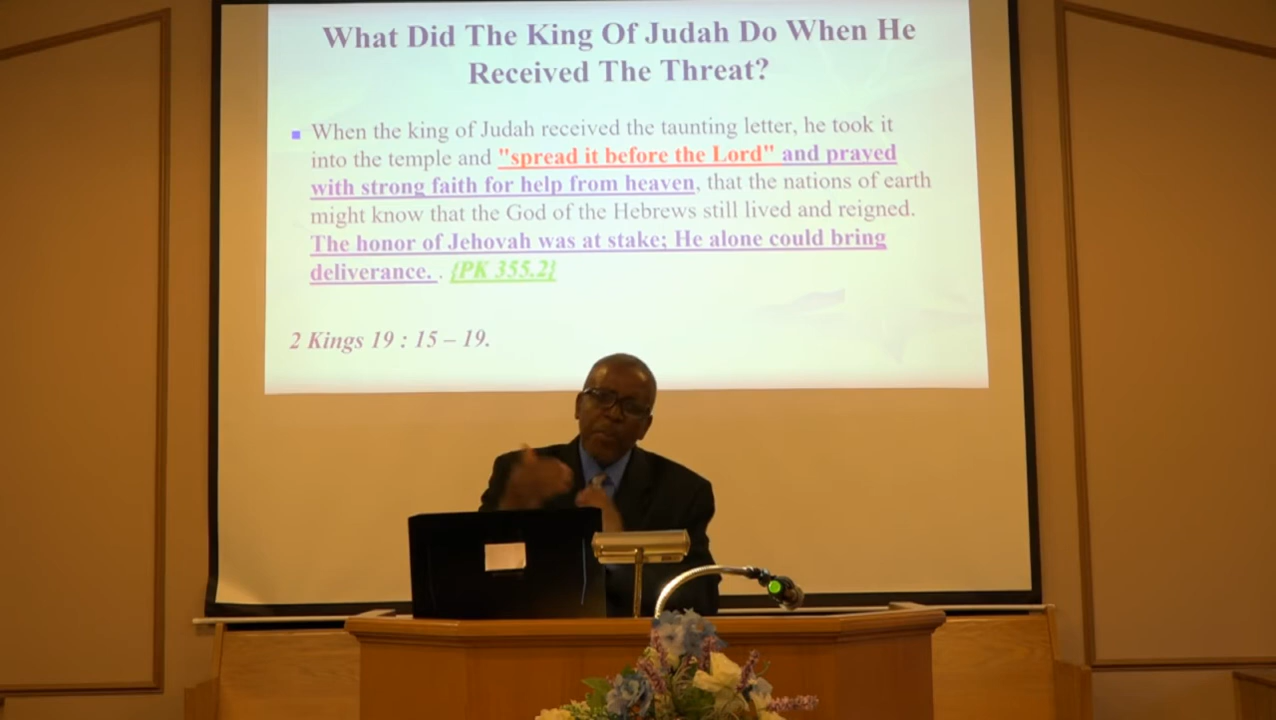 What Did The King Of Judah Do When He
Received The Threat?
When the king of Judah received the taunting letter, he took it
into the temple and "spread it before the Lord" and prayed
with strong faith for help from heaven, that the nations of earth
might know that the God of the Hebrews still lived and reigned.
The honor of Jehovah was at stake; He alone could bring
deliverance. . {PK 355.2}
2 Kings 19 : 15 – 19.